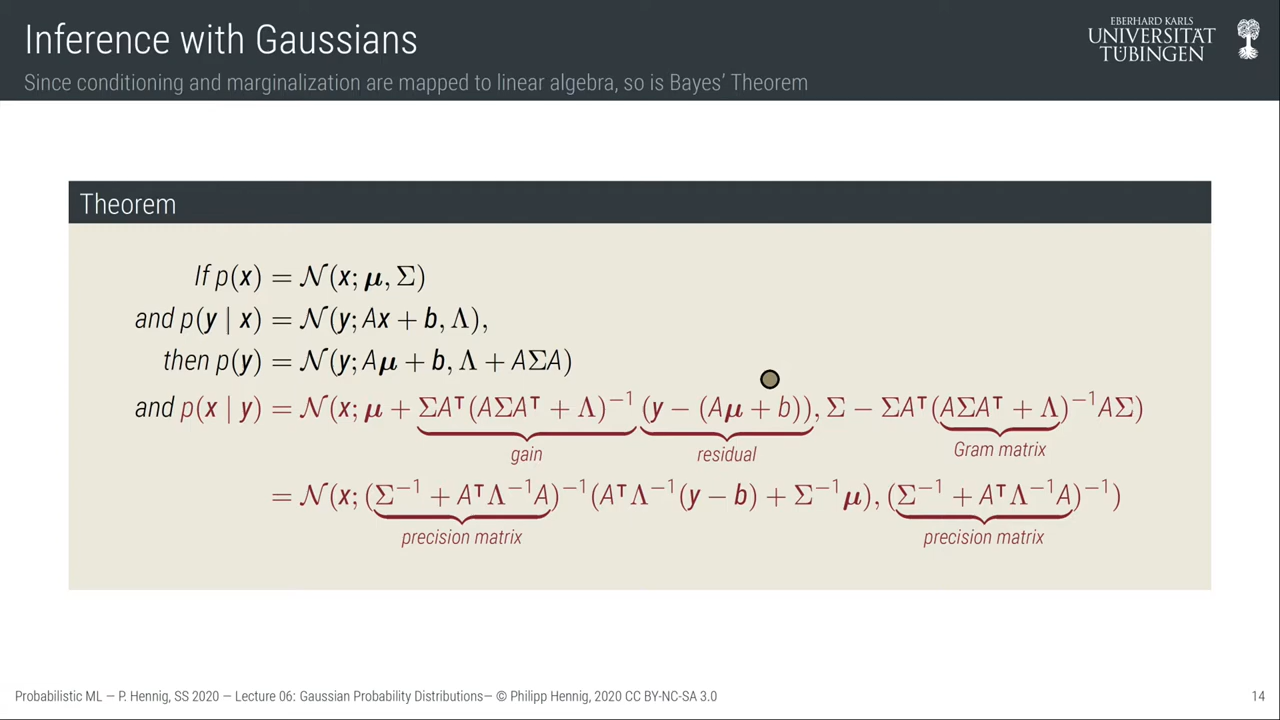 Inference with Gaussians
Since conditioning and marginalization are mapped to linear algebra, so is Bayes’ Theorem
EBERHARD KARLS
UNIVERSITÄT
TÜBINGEN
Theorem
If p(x) = 𝒩(x; μ, Σ)
and p(y | x) = 𝒩(y; Ax + b, Λ),
then p(y) = 𝒩(y; Aμ + b, Λ + AΣA)
and p(x | y) = 𝒩(x; μ + ΣAᵀ(AΣAᵀ + Λ)⁻¹ (y − (Aμ + b)), Σ − ΣAᵀ(AΣAᵀ + Λ)⁻¹AΣ)
gain residual Gram matrix
= 𝒩(x; (Σ⁻¹ + AᵀΛ⁻¹A)⁻¹(AᵀΛ⁻¹(y − b) + Σ⁻¹μ), (Σ⁻¹ + AᵀΛ⁻¹A)⁻¹)
precision matrix precision matrix
Probabilistic ML — P. Hennig, SS 2020 — Lecture 06: Gaussian Probability Distributions— © Philipp Hennig, 2020 CC BY-NC-SA 3.0
14